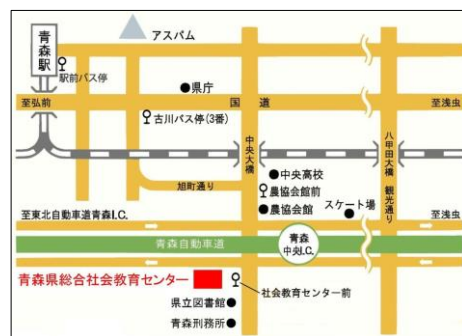 アスパム
青森駅
駅前バス停
県庁
至弘前
国道
至浅虫
古川バス停(3番)
中央大橋
八甲田大橋
観光通り
中央高校
旭町通り
農協会館前
農協会館
スケート場
至東北自動車道青森I.C.
至浅虫
青森自動車道
青森
中央I.C.
青森県総合社会教育センター
社会教育センター前
県立図書館
青森刑務所